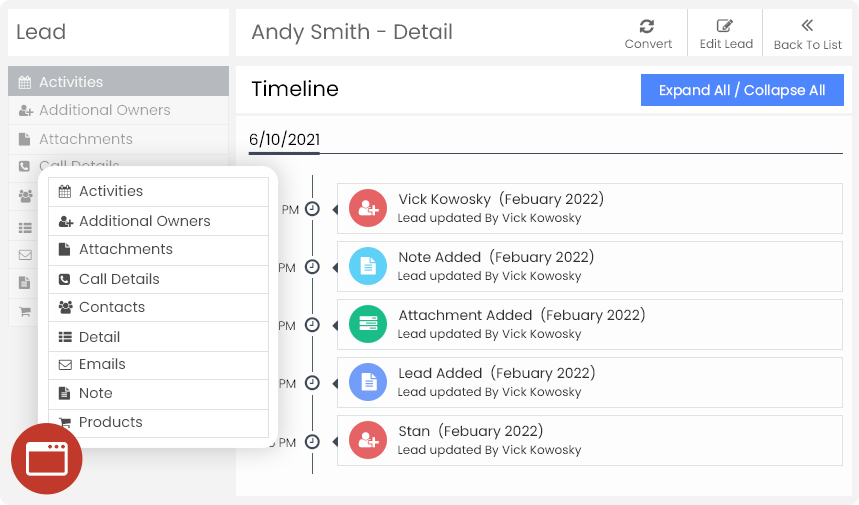 Lead
Andy Smith - Detail
Convert
Edit Lead
Back To List
Activities
Additional Owners
Attachments
Call Details
Activities
Additional Owners
Attachments
Call Details
Contacts
Detail
Emails
Note
Products
Timeline
Expand All / Collapse All
6/10/2021
PM
Vick Kowosky (Febuary 2022)
Lead updated By Vick Kowosky
PM
Note Added (Febuary 2022)
Lead updated By Vick Kowosky
PM
Attachment Added (Febuary 2022)
Lead updated By Vick Kowosky
PM
Lead Added (Febuary 2022)
Lead updated By Vick Kowosky
PM
Stan (Febuary 2022)
Lead updated By Vick Kowosky